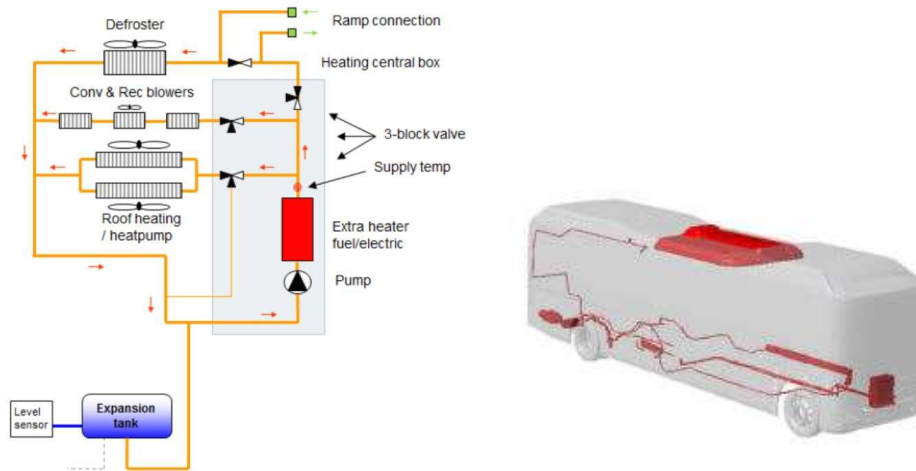 Defroster
Ramp connection
Heating central box
Conv & Rec blowers
3-block valve
Supply temp
Roof heating
/ heatpump
Extra heater
fuel/electric
Pump
Level
sensor
Expansion
tank